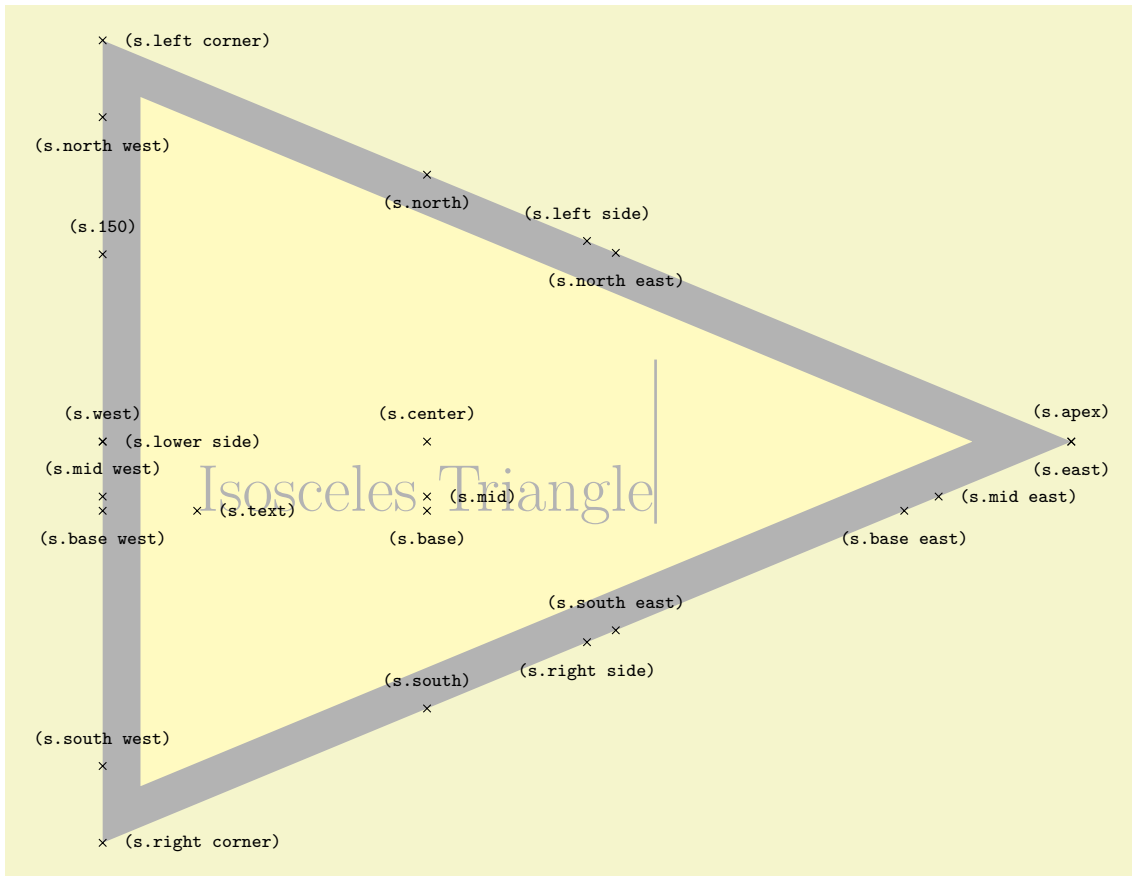 (s.left corner)
(s.north west)
(s.north)
(s.left side)
(s.150)
(s.north east)
(s.west)
(s.center)
(s.apex)
(s.lower side)
(s.mid west)
(s.east)
Isosceles Triangle
(s.mid)
(s.mid east)
(s.text)
(s.base west)
(s.base)
(s.base east)
(s.south east)
(s.right side)
(s.south)
(s.south west)
(s.right corner)